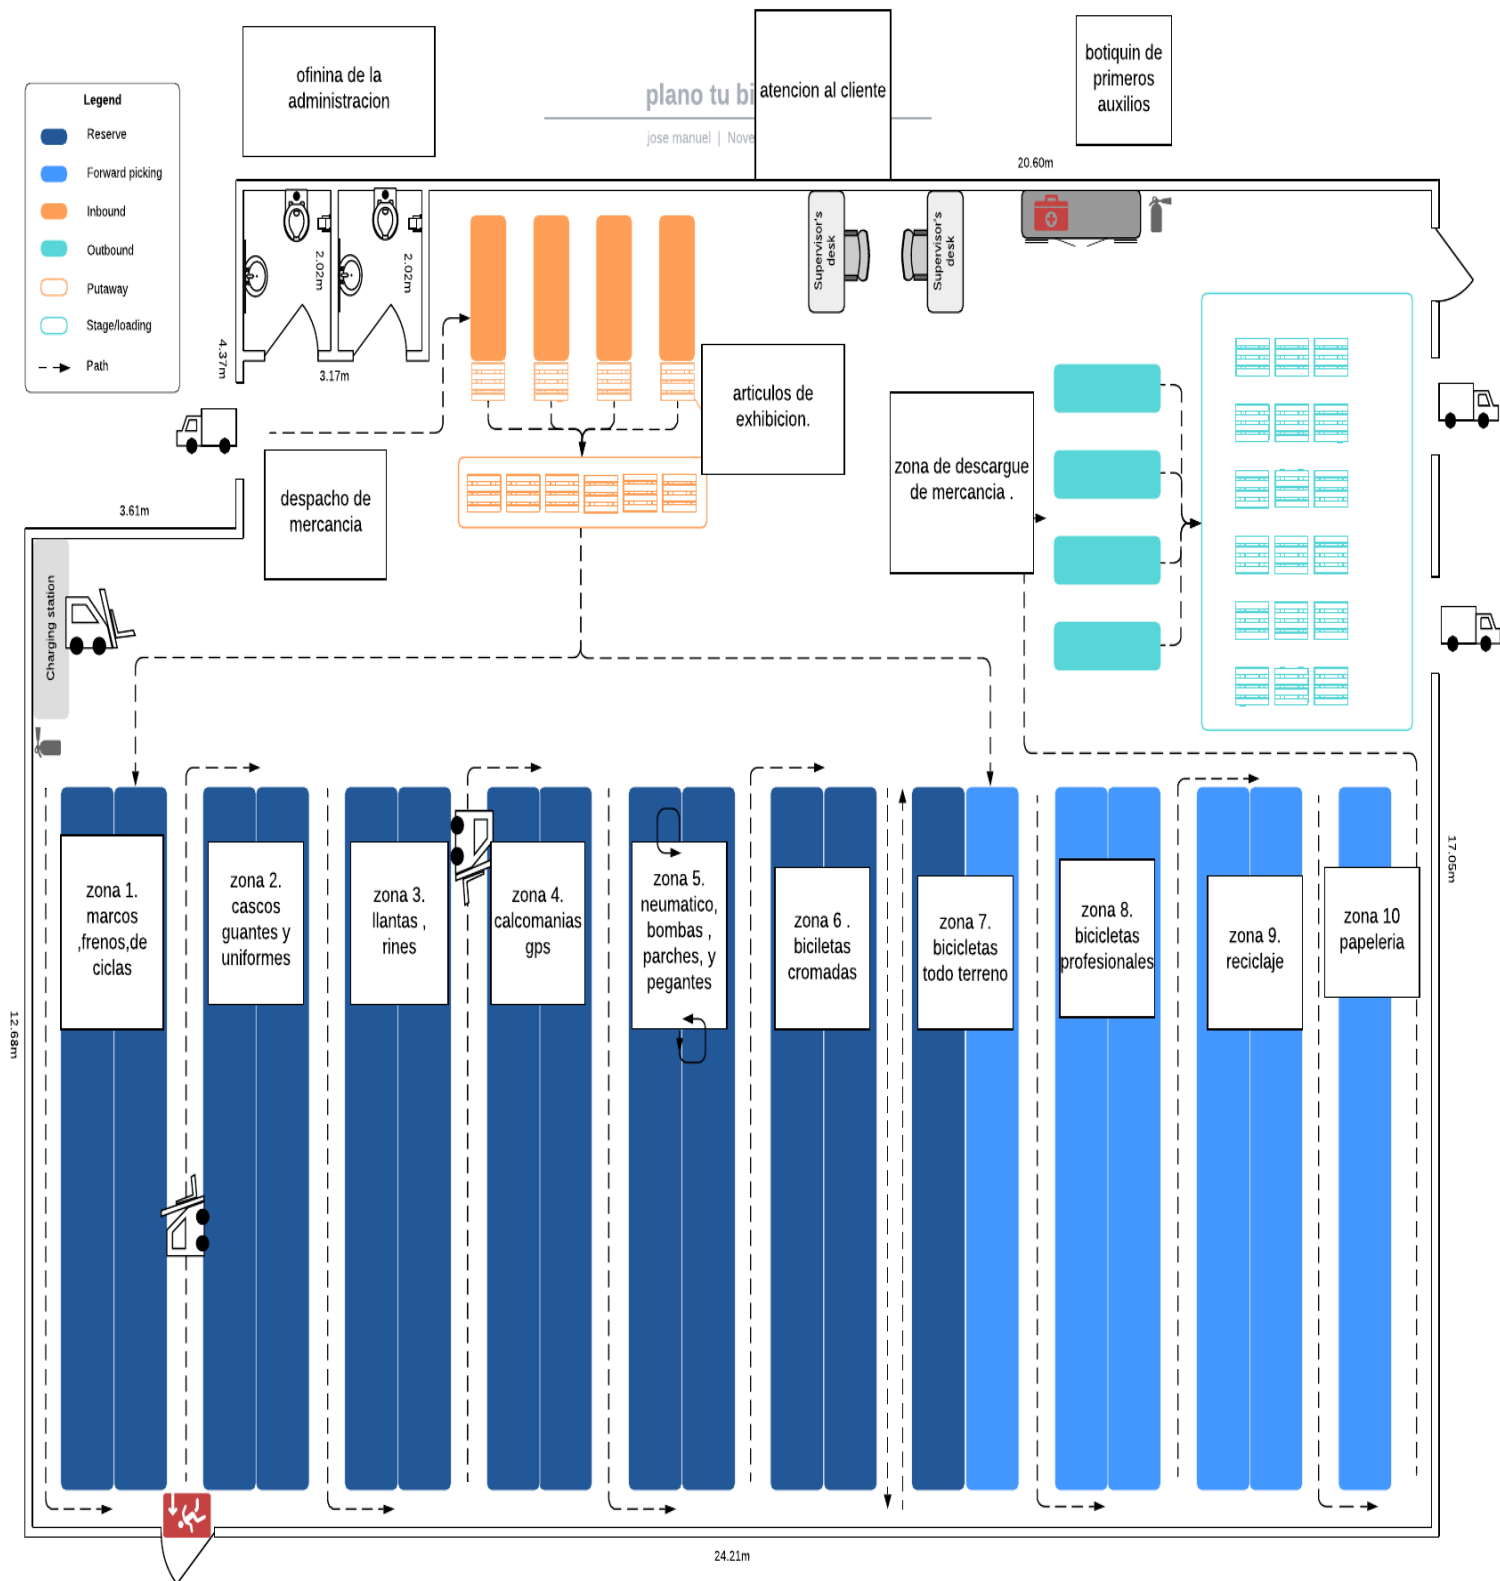 ofinina de la
administracion
plano tu bi
jose manuel | Nove
atencion al cliente
botiquin de
primeros
auxilios
Legend
Reserve
Forward picking
Inbound
Outbound
Putaway
Stage/loading
Path
20.60m
2.02m
2.02m
4.37m
3.17m
3.61m
Supervisor's
desk
Supervisor's
desk
articulos de
exhibicion.
despacho de
mercancia
zona de descargue
de mercancia .
Charging station
zona 1.
marcos
,frenos,de
ciclas
zona 2.
cascos
guantes y
uniformes
zona 3.
llantas ,
rines
zona 4.
calcomanias
gps
zona 5.
neumatico,
bombas ,
parches, y
pegantes
zona 6 .
biciletas
cromadas
zona 7.
bicicletas
todo terreno
zona 8.
bicicletas
profesionales
zona 9.
reciclaje
zona 10
papeleria
17.05m
12.68m
24.21m